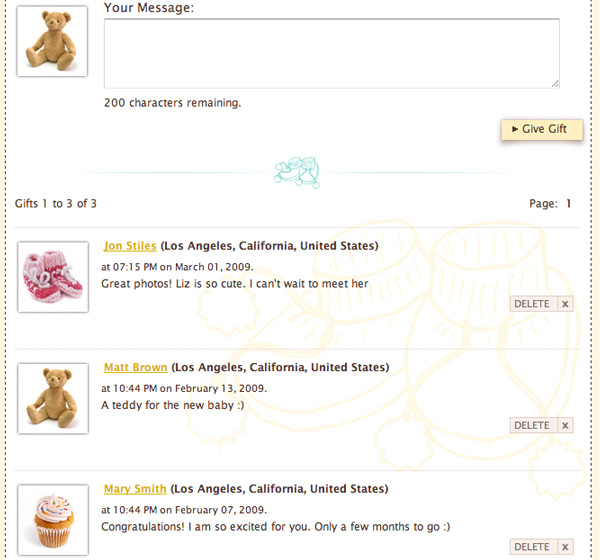 Your Message:
200 characters remaining.
Give Gift
Gifts 1 to 3 of 3 Page: 1
Jon Stiles (Los Angeles, California, United States)
at 07:15 PM on March 01, 2009.
Great photos! Liz is so cute. I can't wait to meet her
DELETE x
Matt Brown (Los Angeles, California, United States)
at 10:44 PM on February 13, 2009.
A teddy for the new baby :)
DELETE x
Mary Smith (Los Angeles, California, United States)
at 10:44 PM on February 07, 2009.
Congratulations! I am so excited for you. Only a few months to go :)
DELETE x